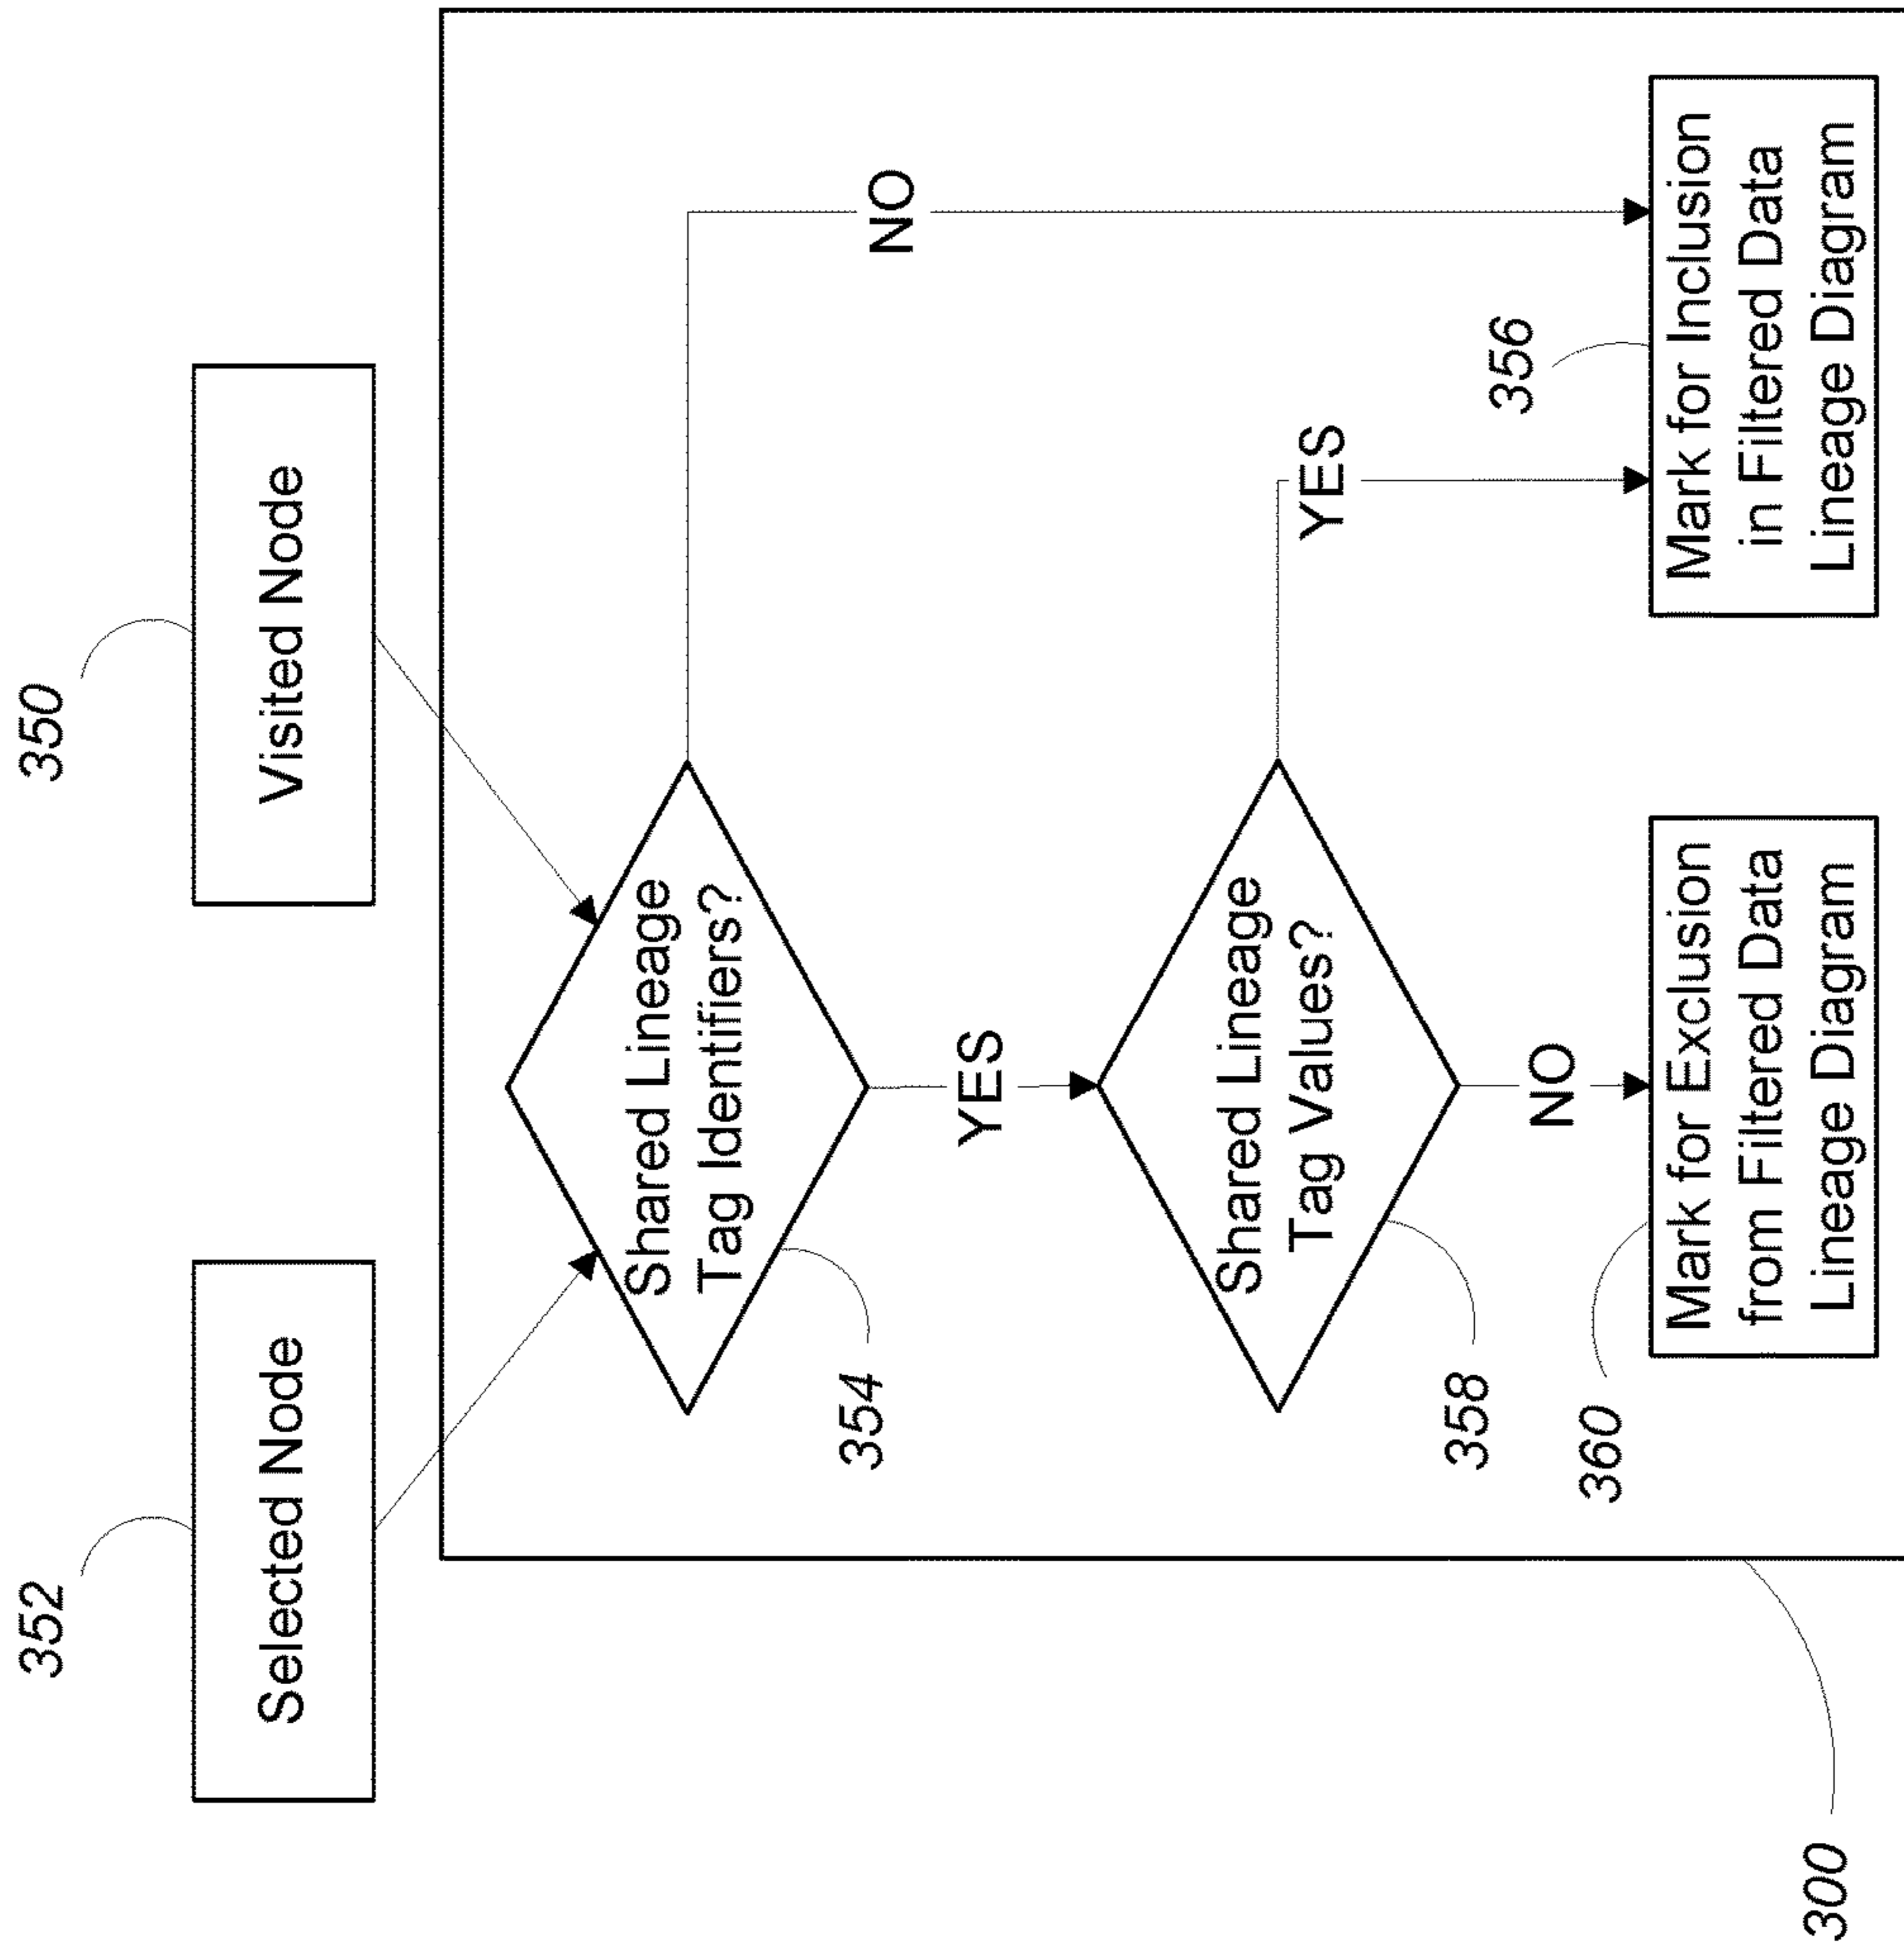 352
350
Selected Node
Visited Node
Shared Lineage
Tag Identifiers?
354
NO
YES
Shared Lineage
Tag Values?
YES
358
NO
356
360
Mark for Exclusion
from Filtered Data
Lineage Diagram
Mark for Inclusion
in Filtered Data
Lineage Diagram
300